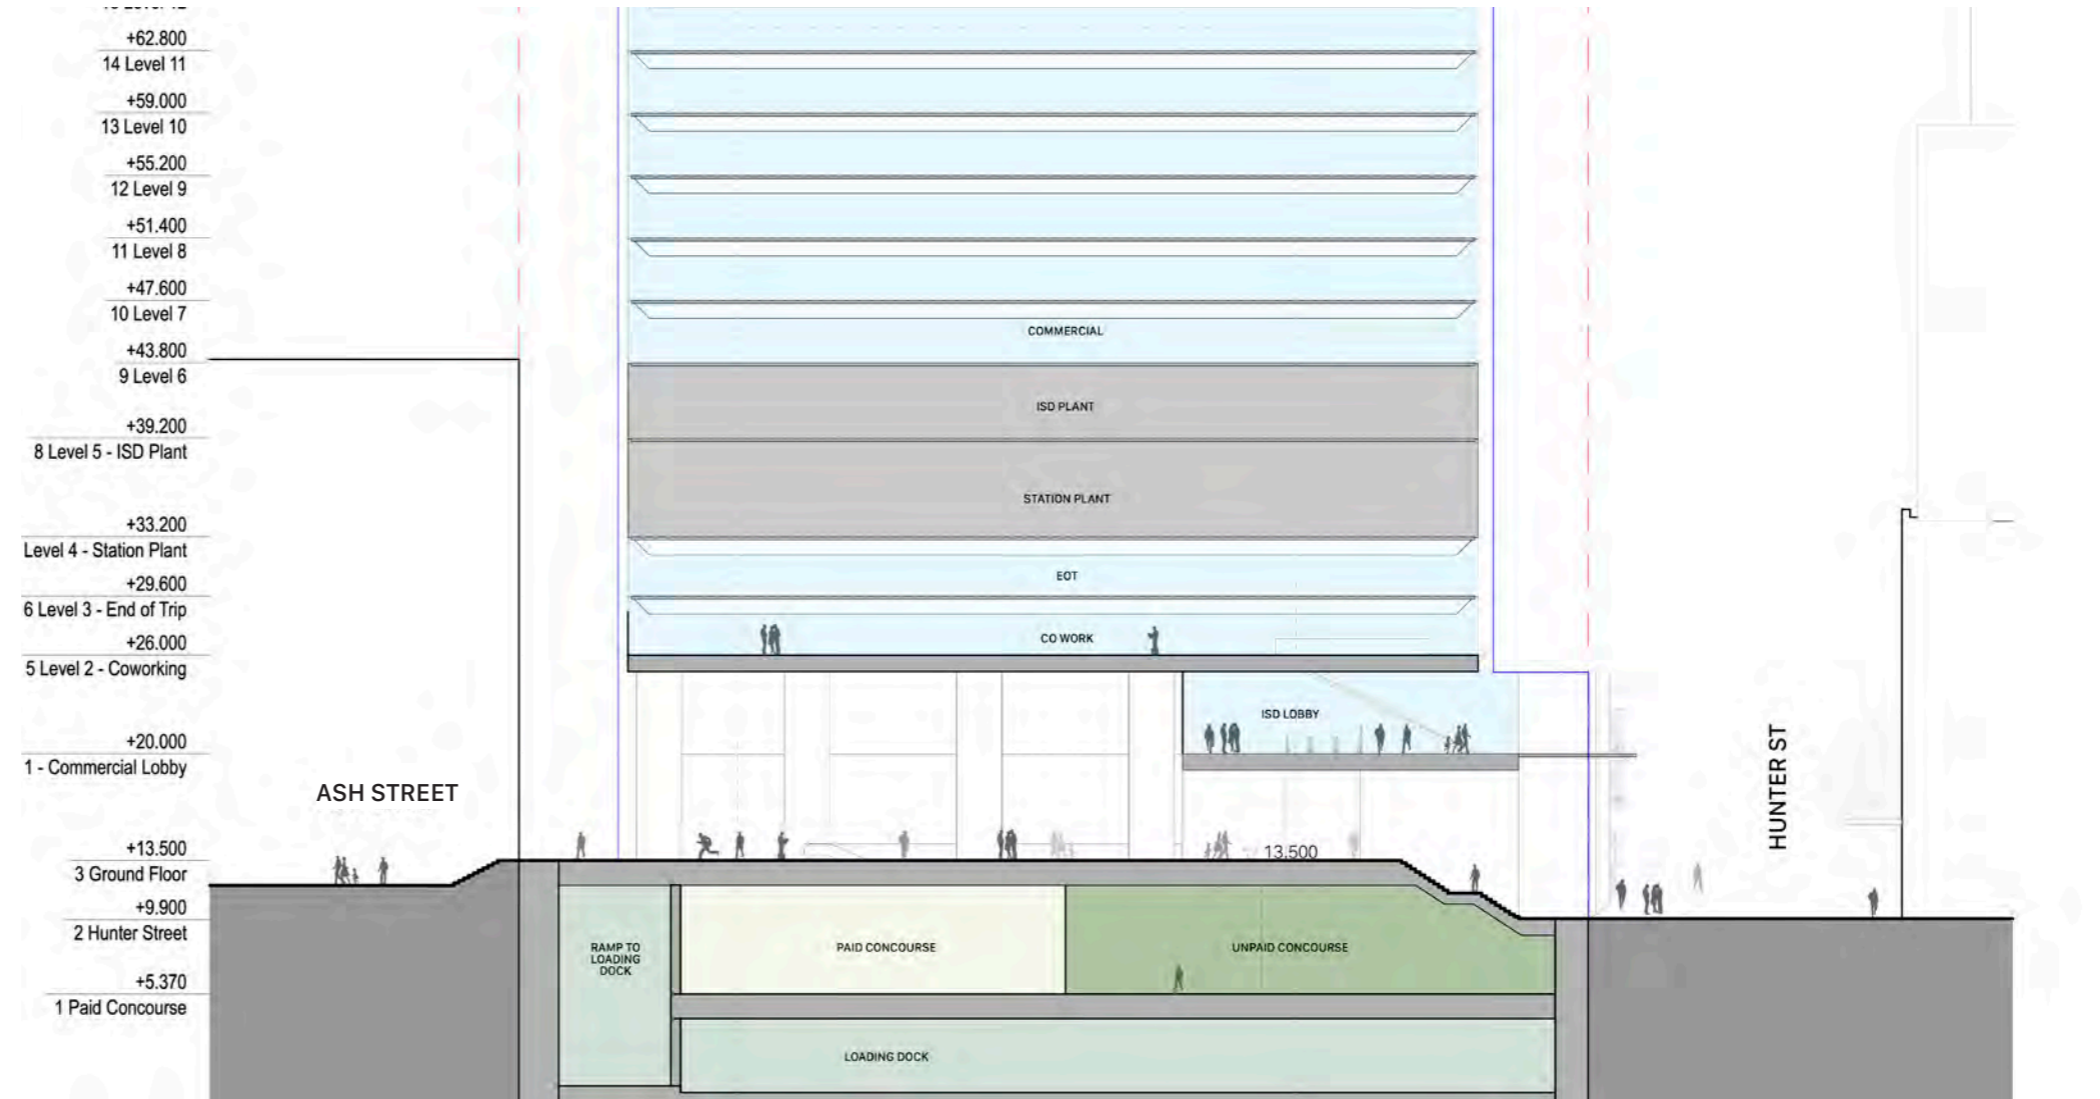 +62.800
14 Level 11
+59.000
13 Level 10
+55.200
12 Level 9
+51.400
11 Level 8
+47.600
10 Level 7
COMMERCIAL
+43.800
9 Level 6
ISD PLANT
+39.200
8 Level 5 - ISD Plant
STATION PLANT
+33.200
Level 4 - Station Plant
EOT
+29.600
6 Level 3 - End of Trip
CO WORK
+26.000
5 Level 2 - Coworking
ISD LOBBY
+20.000
1 - Commercial Lobby
ASH STREET
HUNTER ST
+13.500
13.500
3 Ground Floor
+9.900
2 Hunter Street
RAMP TO
LOADING
DOCK
PAID CONCOURSE
UNPAID CONCOURSE
+5.370
1 Paid Concourse
LOADING DOCK